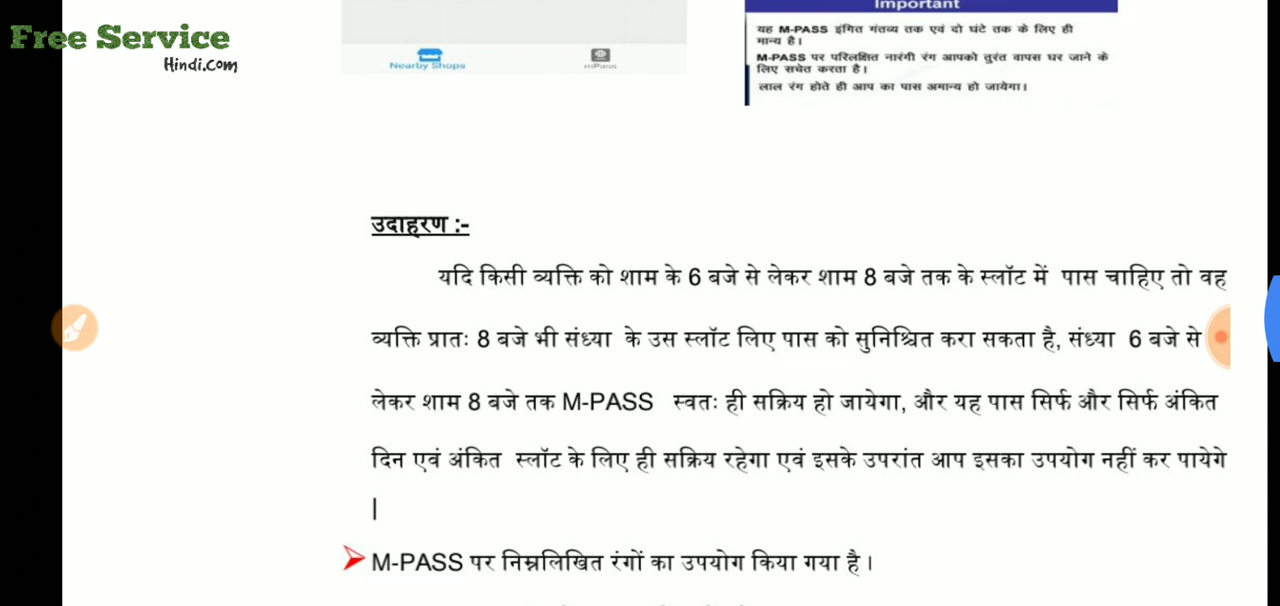 Free Service
Hindi.Com
Nearby Shops
mPass
Important
यह M-PASS इंगित गंतव्य तक एवं दो घंटे तक के लिए ही
मान्य है।
M-PASS पर परिलक्षित नारंगी रंग आपको तुरंत वापस घर जाने के
लिए सचेत करता है।
लाल रंग होते ही आप का पास अमान्य हो जायेगा।
उदाहरण :-
यदि किसी व्यक्ति को शाम के 6 बजे से लेकर शाम 8 बजे तक के स्लॉट में पास चाहिए तो वह
व्यक्ति प्रातः 8 बजे भी संध्या के उस स्लॉट लिए पास को सुनिश्चित करा सकता है, संध्या 6 बजे से
लेकर शाम 8 बजे तक M-PASS स्वतः ही सक्रिय हो जायेगा, और यह पास सिर्फ और सिर्फ अंकित
दिन एवं अंकित स्लॉट के लिए ही सक्रिय रहेगा एवं इसके उपरांत आप इसका उपयोग नहीं कर पायेगे
|
M-PASS पर निम्नलिखित रंगों का उपयोग किया गया है।